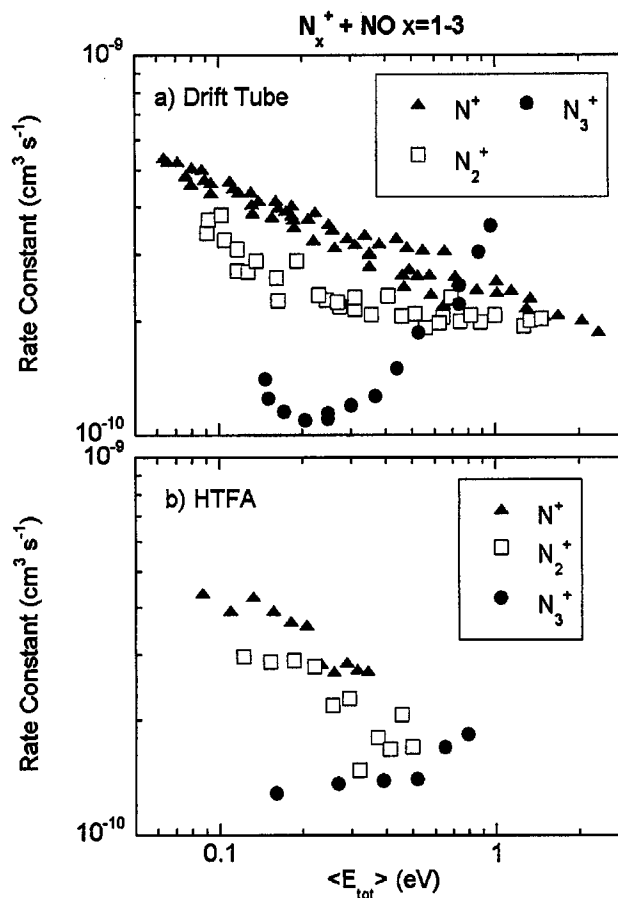 Nₓ⁺ + NO x=1-3
10⁻⁹
a) Drift Tube
N⁺
N₃⁺
N₂⁺
Rate Constant (cm³ s⁻¹)
10⁻¹⁰
10⁻⁹
b) HTFA
N⁺
N₂⁺
N₃⁺
Rate Constant (cm³ s⁻¹)
10⁻¹⁰
0.1
1
<E_tot> (eV)